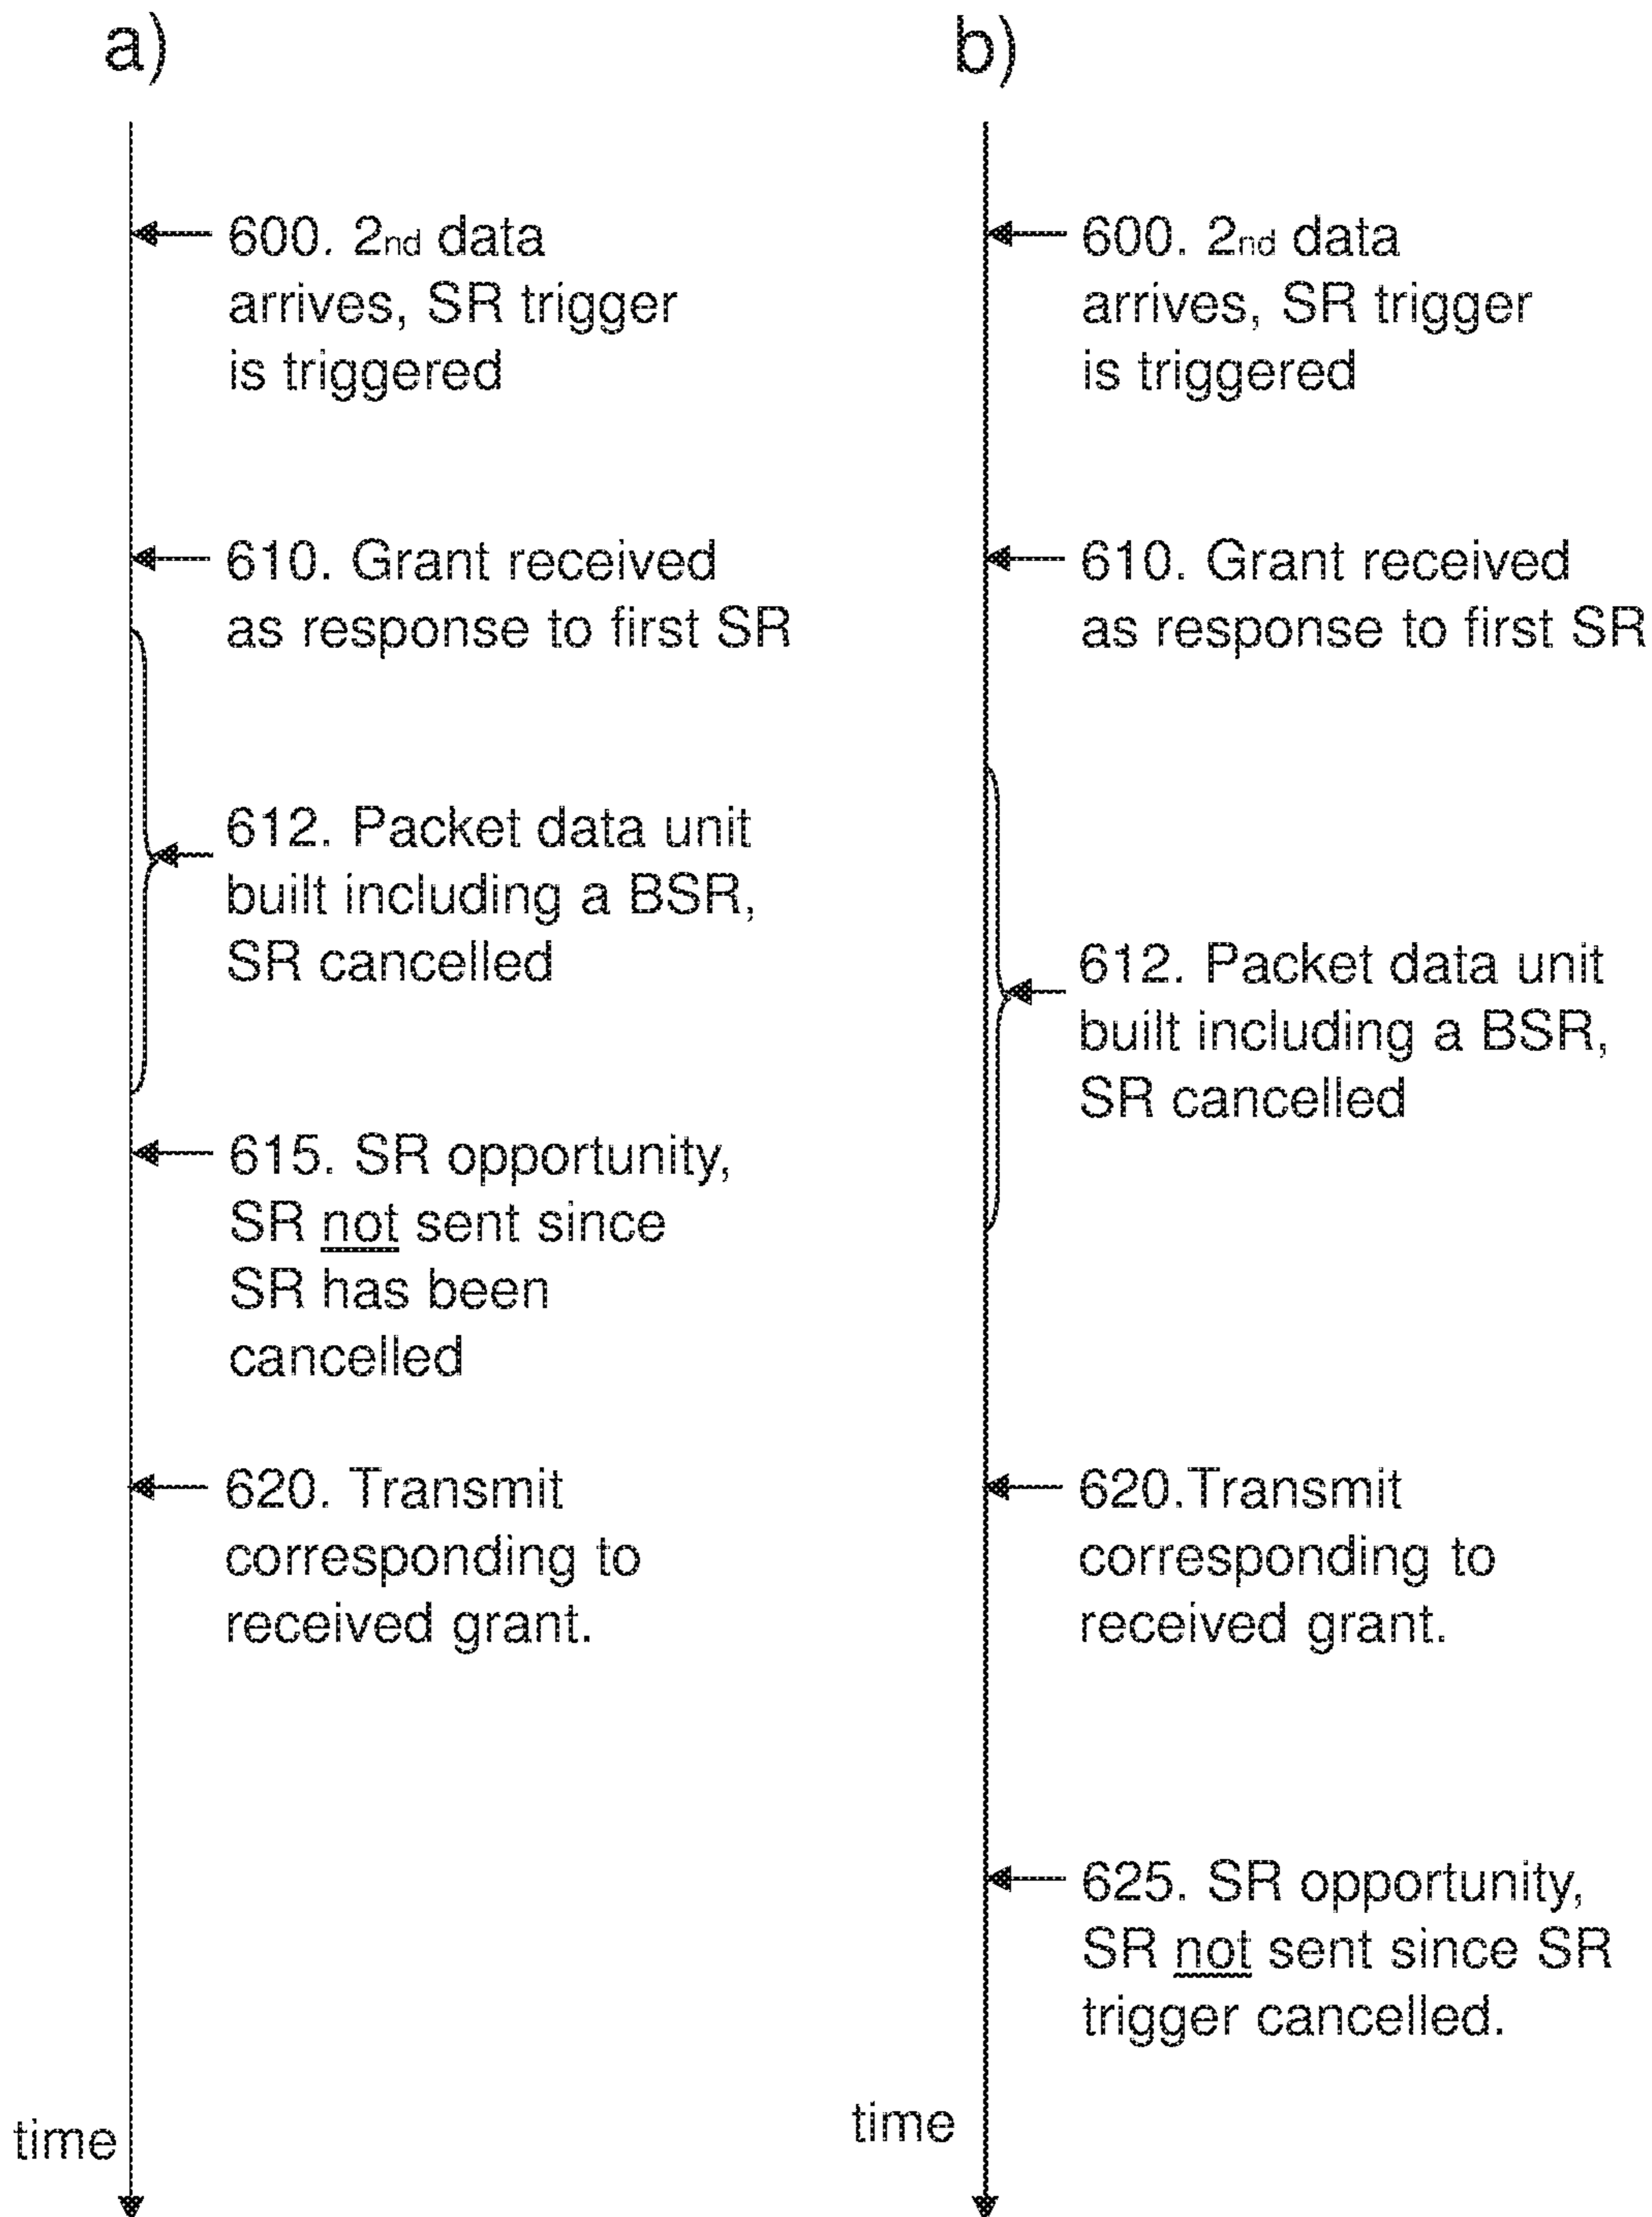 a)
600. 2nd data
arrives, SR trigger
is triggered
610. Grant received
as response to first SR
612. Packet data unit
built including a BSR,
SR cancelled
615. SR opportunity,
SR not sent since
SR has been
cancelled
620. Transmit
corresponding to
received grant.
time
b)
600. 2nd data
arrives, SR trigger
is triggered
610. Grant received
as response to first SR
612. Packet data unit
built including a BSR,
SR cancelled
620.Transmit
corresponding to
received grant.
625. SR opportunity,
SR not sent since SR
trigger cancelled.
time